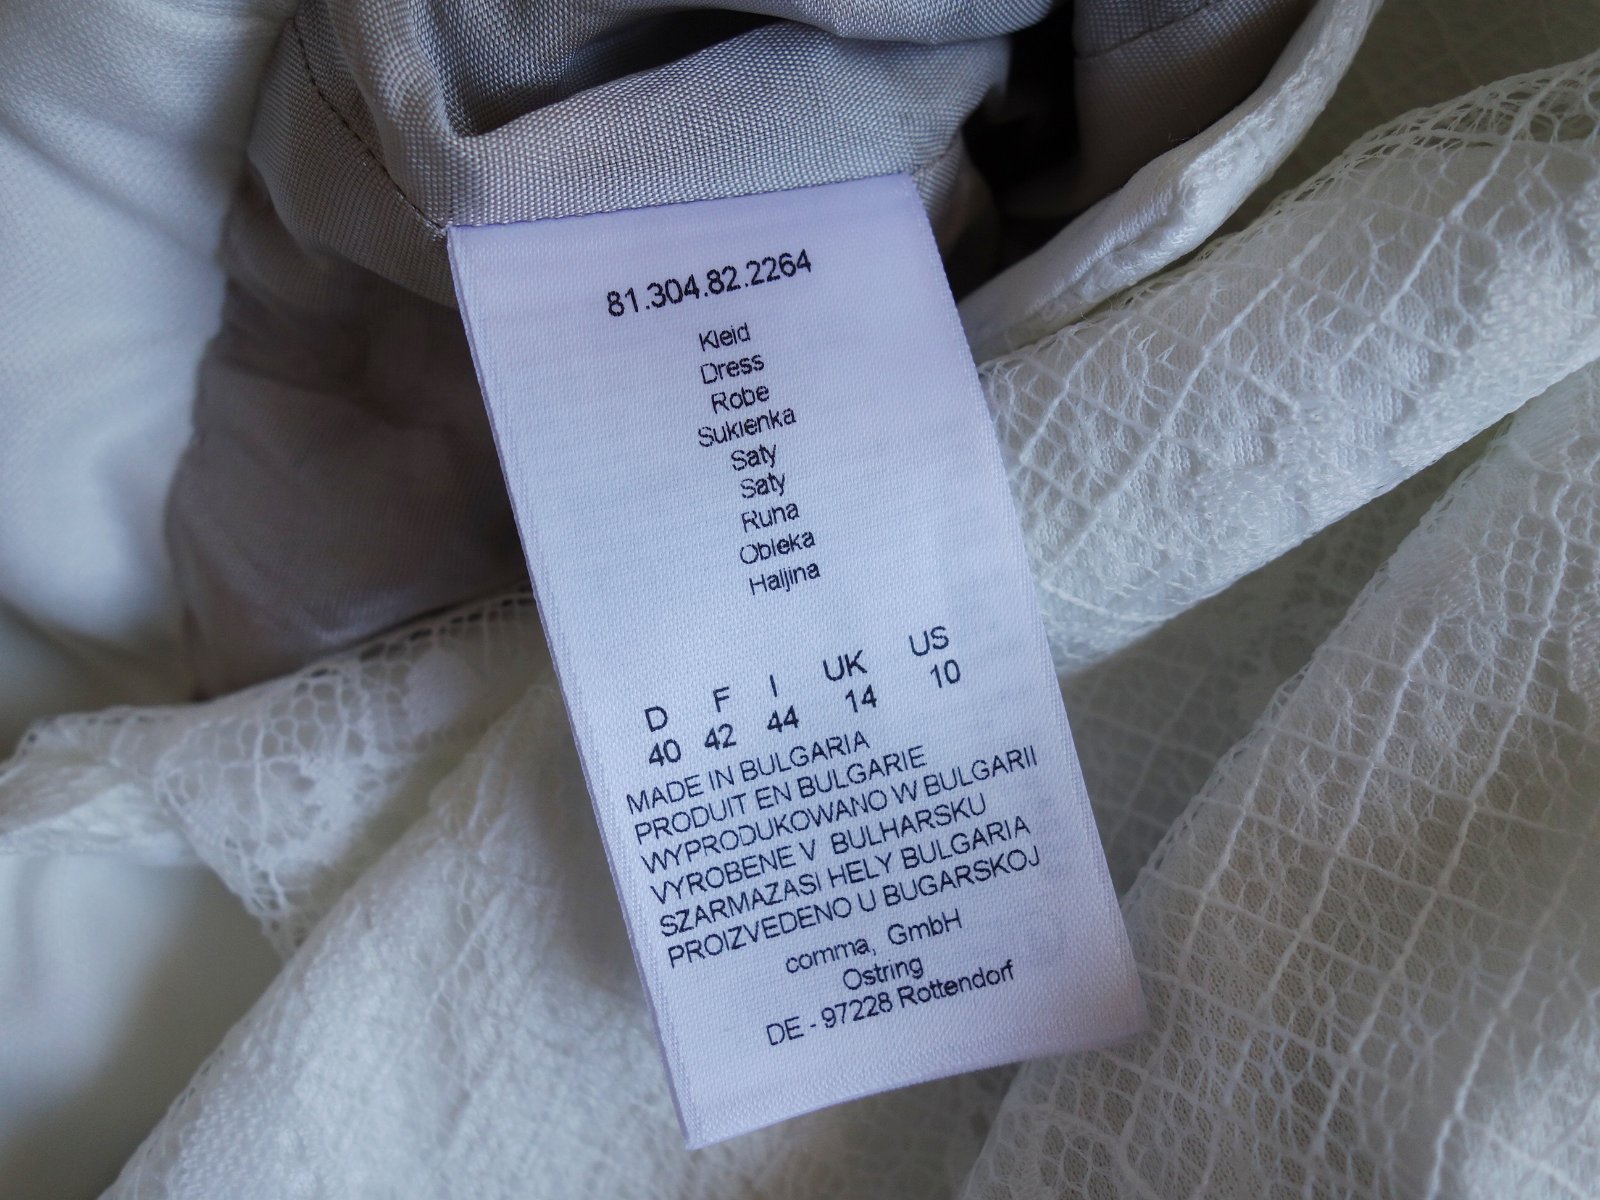 81.304.82.2264
Kleid
Dress
Robe
Sukienka
Saty
Saty
Ruha
Obleka
Haljina
D F I UK US
40 42 44 14 10
MADE IN BULGARIA
PRODUIT EN BULGARIE
WYPRODUKOWANO W BULGARII
VYROBENE V BULHARSKU
SZARMAZASI HELY BULGARIA
PROIZVEDENO U BUGARSKOJ
comma, GmbH
Ostring
DE - 97228 Rottendorf